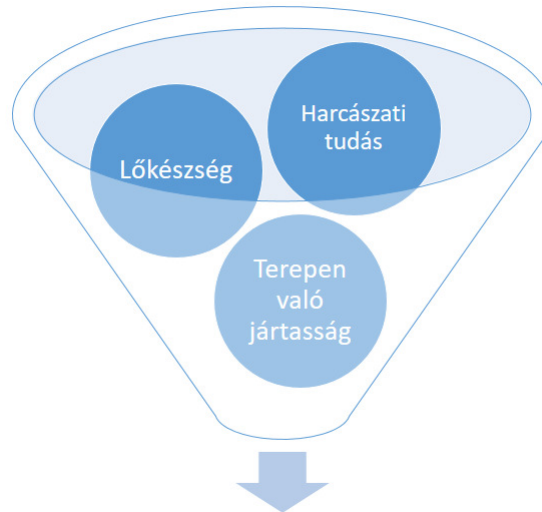 Lőkészség
Harcászati
tudás
Terepen
való
jártasság